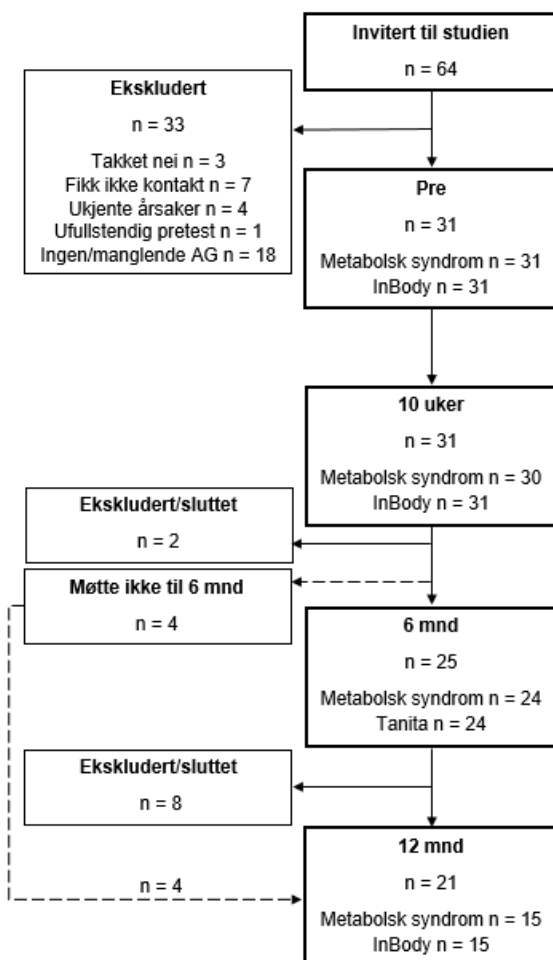 Invitert til studien
n = 64
Ekskludert
n = 33
Takket nei n = 3
Fikk ikke kontakt n = 7
Ukjente årsaker n = 4
Ufullstendig pretest n = 1
Ingen/manglende AG n = 18
Pre
n = 31
Metabolsk syndrom n = 31
InBody n = 31
10 uker
n = 31
Metabolsk syndrom n = 30
InBody n = 31
Ekskludert/sluttet
n = 2
Møtte ikke til 6 mnd
n = 4
6 mnd
n = 25
Metabolsk syndrom n = 24
Tanita n = 24
Ekskludert/sluttet
n = 8
n = 4
12 mnd
n = 21
Metabolsk syndrom n = 15
InBody n = 15